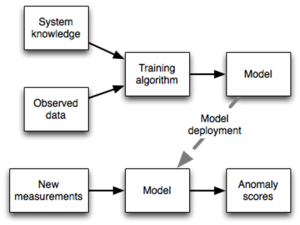 System
knowledge
Training
algorithm
Model
Observed
data
Model
deployment
New
measurements
Model
Anomaly
scores